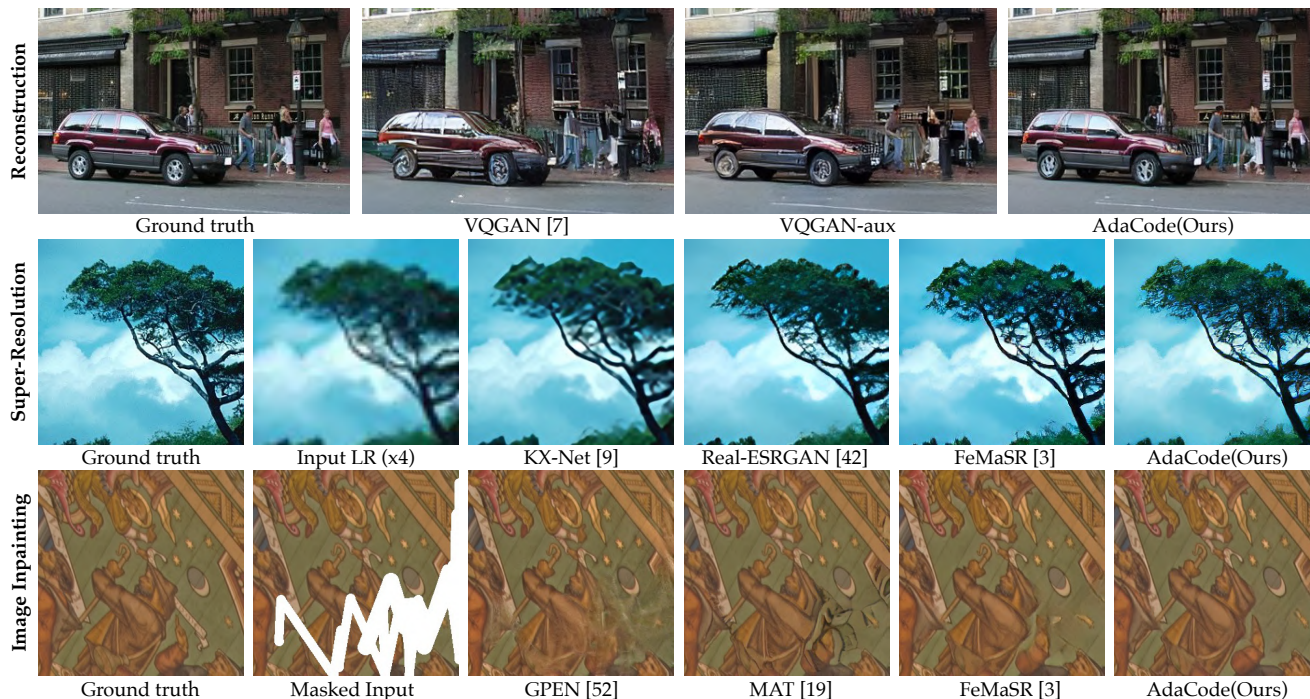 Reconstruction
Ground truth
VQGAN [7]
VQGAN-aux
AdaCode(Ours)
Super-Resolution
Ground truth
Input LR (x4)
KX-Net [9]
Real-ESRGAN [42]
FeMaSR [3]
AdaCode(Ours)
Image Inpainting
Ground truth
Masked Input
GPEN [52]
MAT [19]
FeMaSR [3]
AdaCode(Ours)